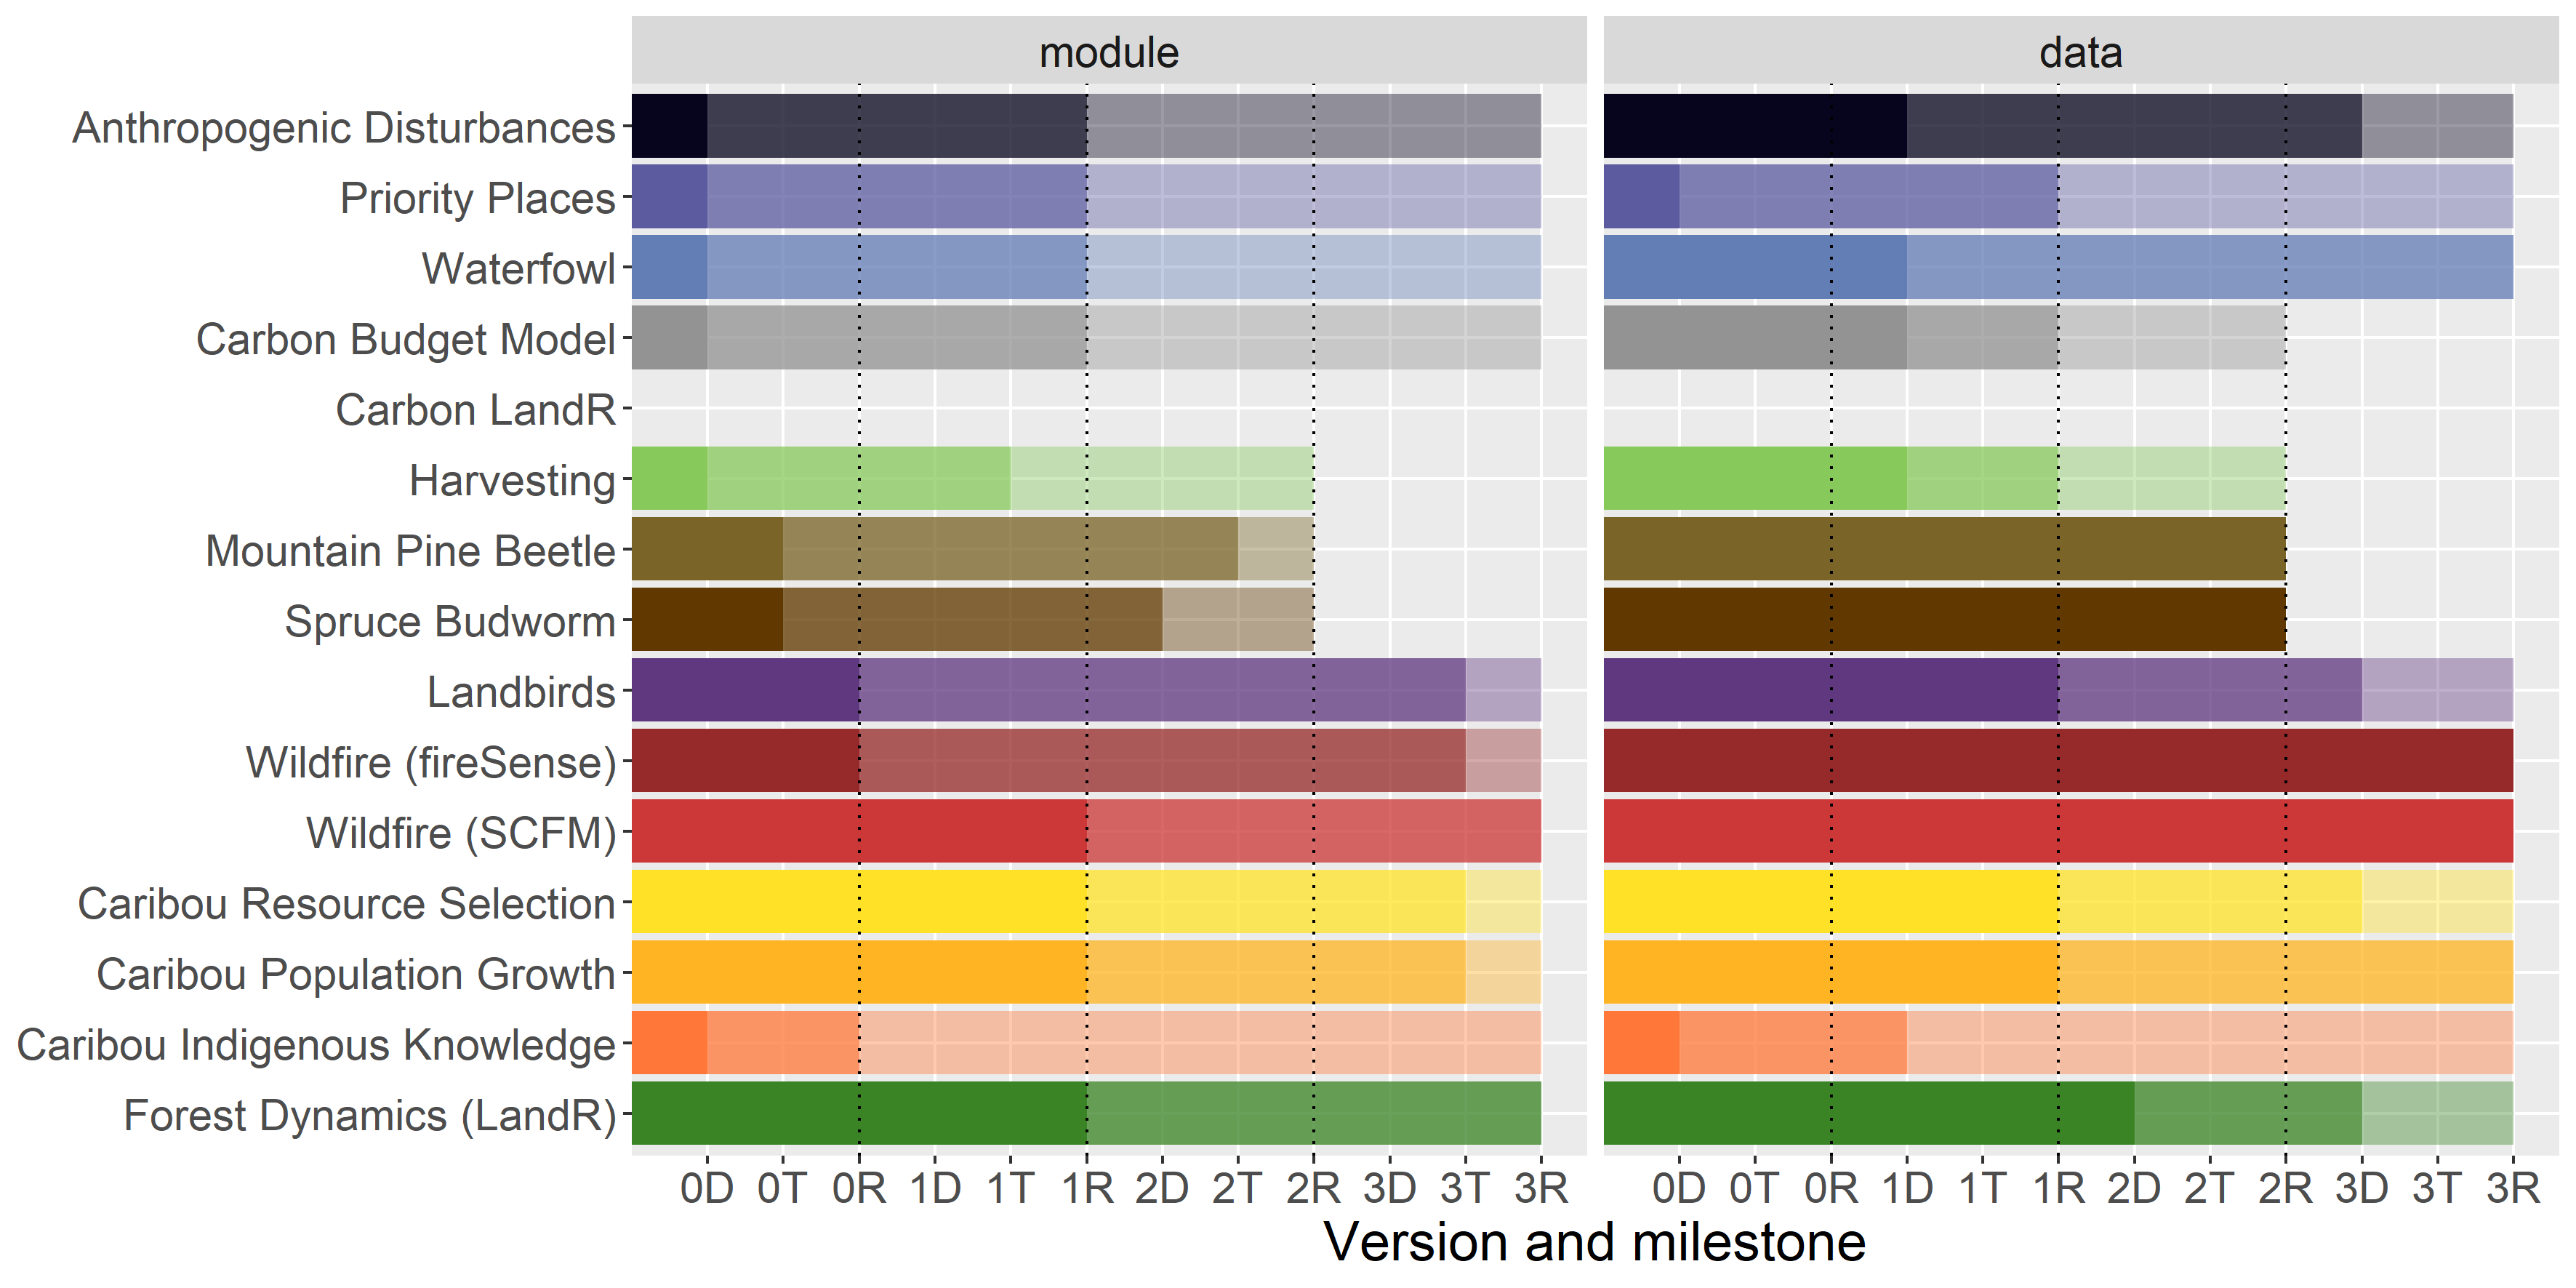 module data
Anthropogenic Disturbances
Priority Places
Waterfowl
Carbon Budget Model
Carbon LandR
Harvesting
Mountain Pine Beetle
Spruce Budworm
Landbirds
Wildfire (fireSense)
Wildfire (SCFM)
Caribou Resource Selection
Caribou Population Growth
Caribou Indigenous Knowledge
Forest Dynamics (LandR)
0D 0T 0R 1D 1T 1R 2D 2T 2R 3D 3T 3R 0D 0T 0R 1D 1T 1R 2D 2T 2R 3D 3T 3R
Version and milestone